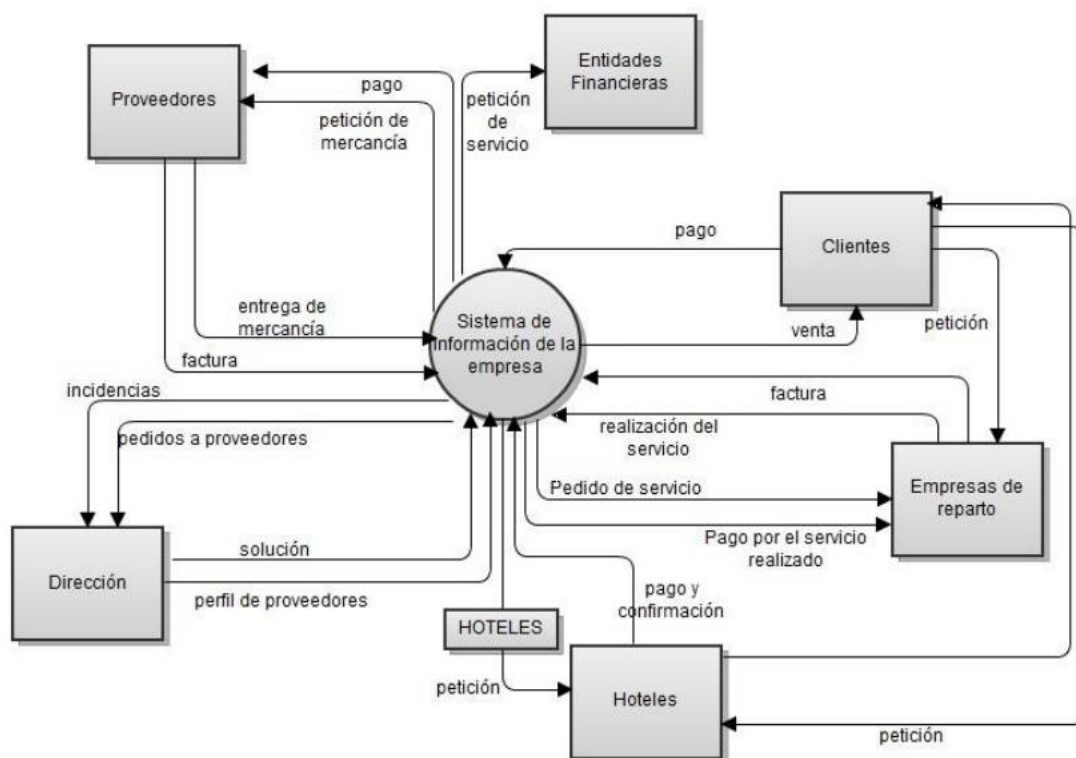 Entidades
Financieras
Proveedores
pago
petición de
mercancía
petición
de
servicio
Clientes
pago
entrega de
mercancía
factura
Sistema de
Información de la
empresa
venta
petición
incidencias
pedidos a proveedores
factura
realización del
servicio
Pedido de servicio
Empresas de
reparto
Pago por el servicio
realizado
Dirección
solución
perfil de proveedores
pago y
confirmación
HOTELES
petición
Hoteles
petición